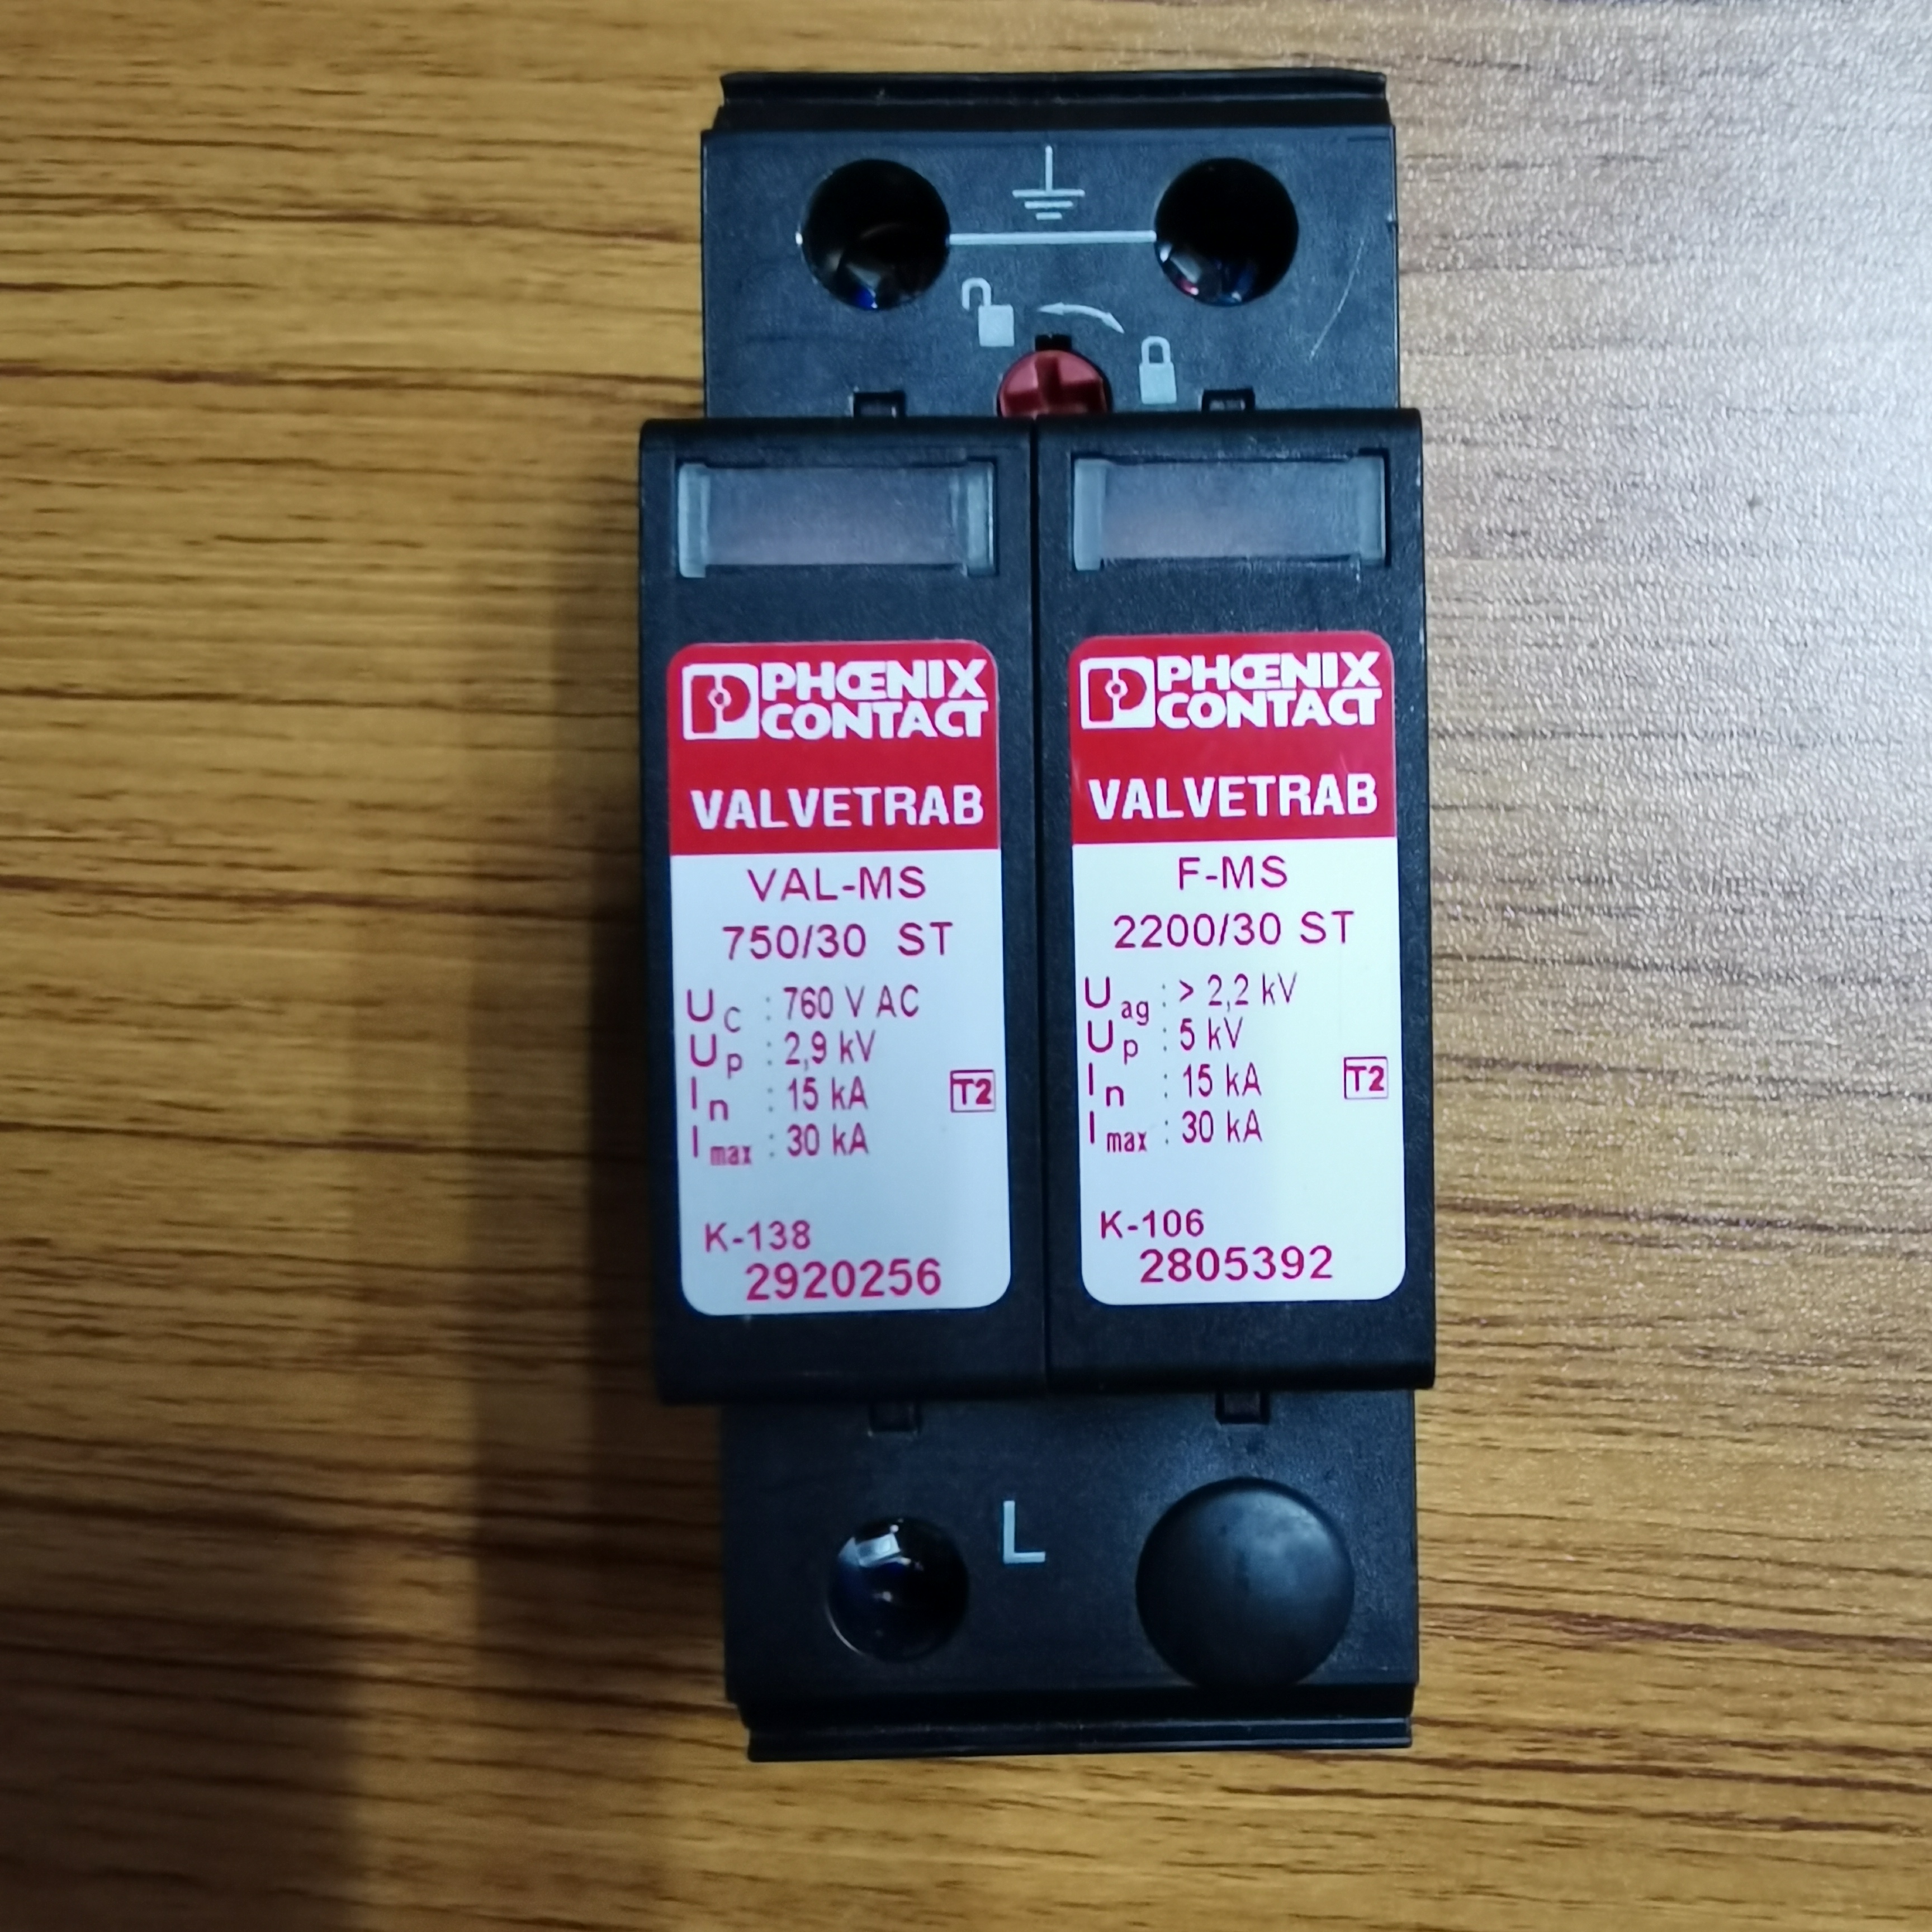 PHŒNIX
CONTACT
VALVETRAB
VAL-MS
750/30 ST
UC : 760 V AC
Up : 2,9 kV
In : 15 kA
T2
Imax : 30 kA
K-138
2920256
PHŒNIX
CONTACT
VALVETRAB
F-MS
2200/30 ST
Uag : > 2,2 kV
Up : 5 kV
In : 15 kA
T2
Imax : 30 kA
K-106
2805392
L